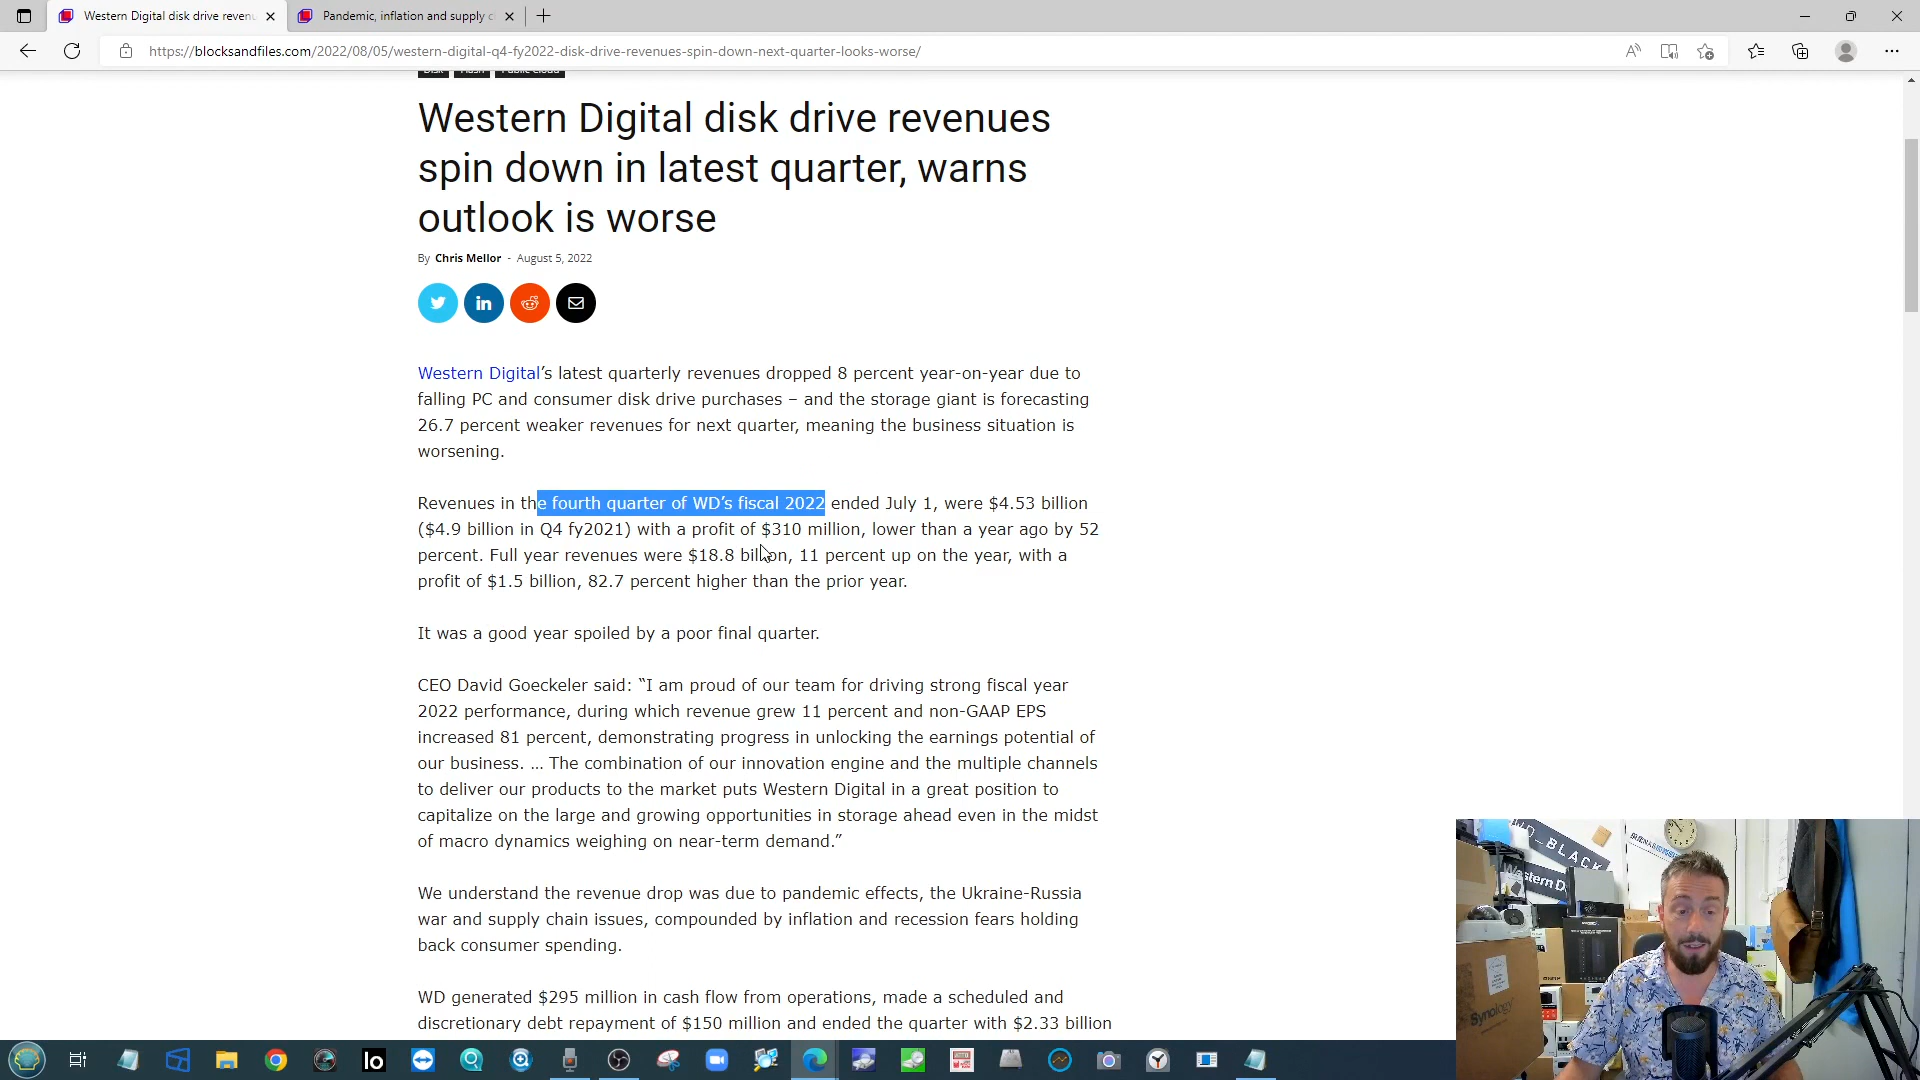 Western Digital disk drive revenu
Pandemic, inflation and supply c
https://blocksandfiles.com/2022/08/05/western-digital-q4-fy2022-disk-drive-revenues-spin-down-next-quarter-looks-worse/
Disk Flash Public Cloud
Western Digital disk drive revenues
spin down in latest quarter, warns
outlook is worse
By Chris Mellor - August 5, 2022
in
Western Digital’s latest quarterly revenues dropped 8 percent year-on-year due to
falling PC and consumer disk drive purchases – and the storage giant is forecasting
26.7 percent weaker revenues for next quarter, meaning the business situation is
worsening.
Revenues in the fourth quarter of WD’s fiscal 2022 ended July 1, were $4.53 billion
($4.9 billion in Q4 fy2021) with a profit of $310 million, lower than a year ago by 52
percent. Full year revenues were $18.8 billion, 11 percent up on the year, with a
profit of $1.5 billion, 82.7 percent higher than the prior year.
It was a good year spoiled by a poor final quarter.
CEO David Goeckeler said: “I am proud of our team for driving strong fiscal year
2022 performance, during which revenue grew 11 percent and non-GAAP EPS
increased 81 percent, demonstrating progress in unlocking the earnings potential of
our business. … The combination of our innovation engine and the multiple channels
to deliver our products to the market puts Western Digital in a great position to
capitalize on the large and growing opportunities in storage ahead even in the midst
of macro dynamics weighing on near-term demand.”
We understand the revenue drop was due to pandemic effects, the Ukraine-Russia
war and supply chain issues, compounded by inflation and recession fears holding
back consumer spending.
WD generated $295 million in cash flow from operations, made a scheduled and
discretionary debt repayment of $150 million and ended the quarter with $2.33 billion
WD_BLACK
stern D
Synology
Io